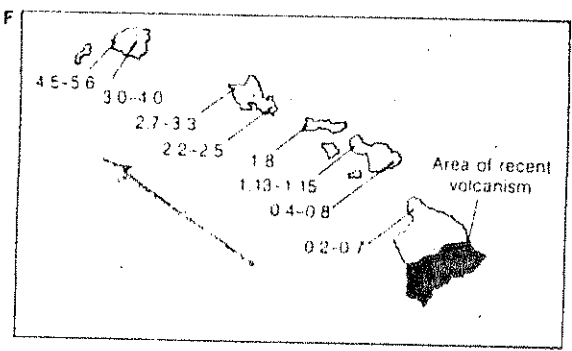 F
4.5-5.6
3.0-4.0
2.7-3.3
2.2-2.5
1.8
1.13-1.15
0.4-0.8
0.2-0.7
Area of recent
volcanism